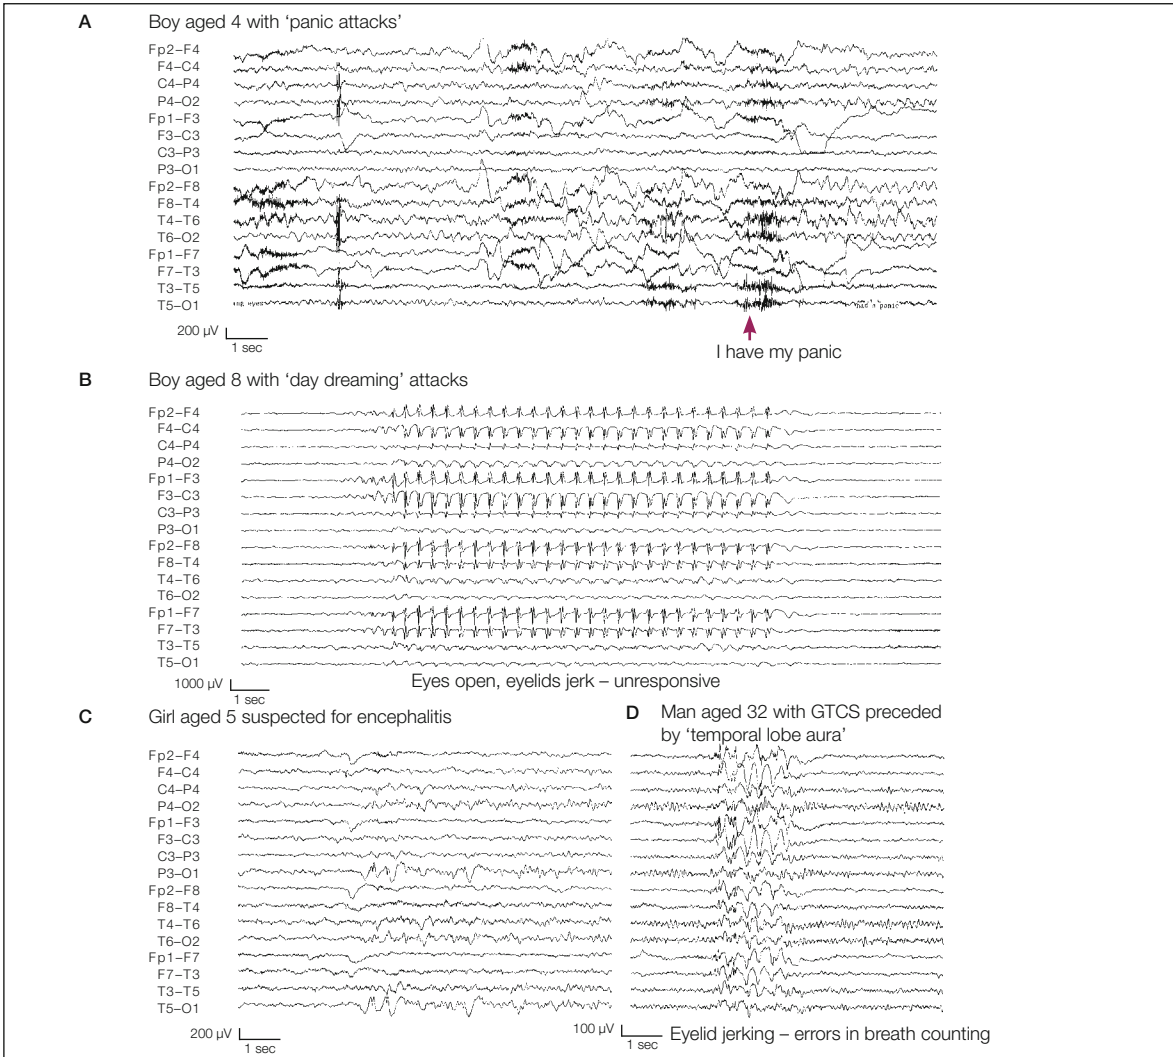 A Boy aged 4 with ‘panic attacks’
Fp2–F4
F4–C4
C4–P4
P4–O2
Fp1–F3
F3–C3
C3–P3
P3–O1
Fp2–F8
F8–T4
T4–T6
T6–O2
Fp1–F7
F7–T3
T3–T5
T5–O1
eyes
had a panic
200 µV
1 sec
I have my panic
B Boy aged 8 with ‘day dreaming’ attacks
Fp2–F4
F4–C4
C4–P4
P4–O2
Fp1–F3
F3–C3
C3–P3
P3–O1
Fp2–F8
F8–T4
T4–T6
T6–O2
Fp1–F7
F7–T3
T3–T5
T5–O1
1000 µV
1 sec
Eyes open, eyelids jerk – unresponsive
C Girl aged 5 suspected for encephalitis
Fp2–F4
F4–C4
C4–P4
P4–O2
Fp1–F3
F3–C3
C3–P3
P3–O1
Fp2–F8
F8–T4
T4–T6
T6–O2
Fp1–F7
F7–T3
T3–T5
T5–O1
200 µV
1 sec
D Man aged 32 with GTCS preceded
by ‘temporal lobe aura’
100 µV
1 sec
Eyelid jerking – errors in breath counting